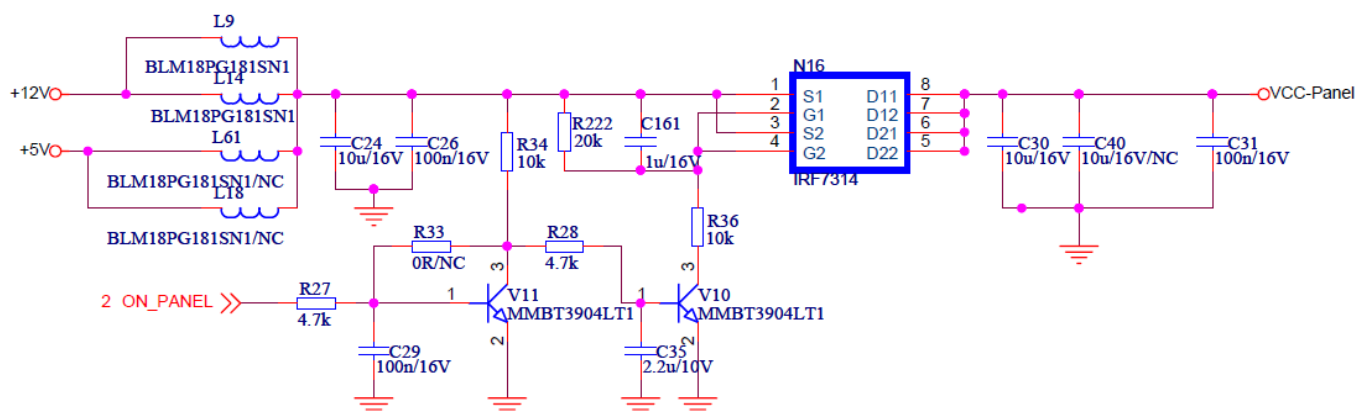 L9
BLM18PG181SN1
+12V
L14
BLM18PG181SN1
+5V
L61
BLM18PG181SN1/NC
L18
BLM18PG181SN1/NC
C24
10u/16V
C26
100n/16V
R34
10k
R222
20k
C161
1u/16V
N16
1 S1 D11 8
2 G1 D12 7
3 S2 D21 6
4 G2 D22 5
IRF7314
VCC-Panel
C30
10u/16V
C40
10u/16V/NC
C31
100n/16V
R36
10k
R33
0R/NC
R28
4.7k
2 ON_PANEL
R27
4.7k
1
3
V11
MMBT3904LT1
2
1
3
V10
MMBT3904LT1
2
C29
100n/16V
C35
2.2u/10V